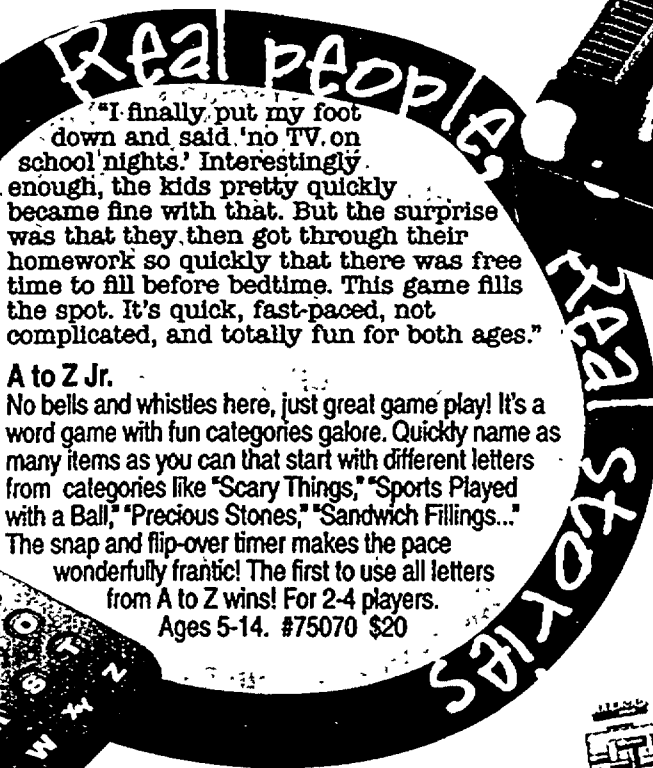 Real people,
Real Stories
"I finally put my foot
down and said 'no TV on
school nights.' Interestingly
enough, the kids pretty quickly
became fine with that. But the surprise
was that they then got through their
homework so quickly that there was free
time to fill before bedtime. This game fills
the spot. It's quick, fast-paced, not
complicated, and totally fun for both ages."
A to Z Jr.
No bells and whistles here, just great game play! It's a
word game with fun categories galore. Quickly name as
many items as you can that start with different letters
from categories like "Scary Things," "Sports Played
with a Ball," "Precious Stones," "Sandwich Fillings..."
The snap and flip-over timer makes the pace
wonderfully frantic! The first to use all letters
from A to Z wins! For 2-4 players.
Ages 5-14. #75070 $20
O
S T
W X-Y Z